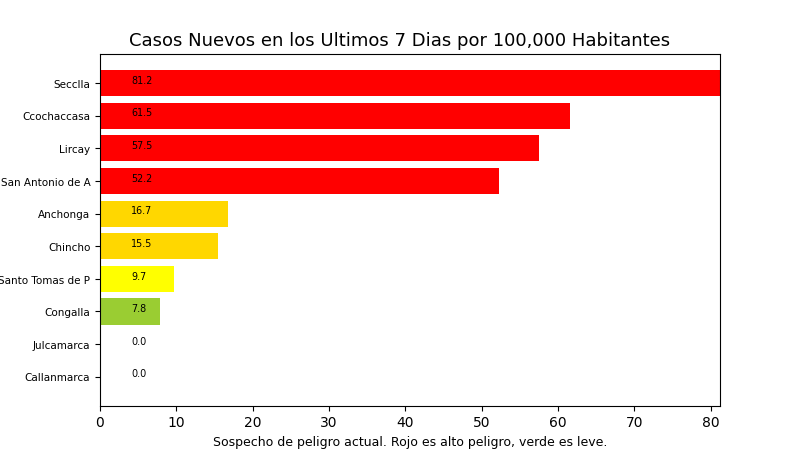 Casos Nuevos en los Ultimos 7 Dias por 100,000 Habitantes
Secclla 81.2
Ccochaccasa 61.5
Lircay 57.5
San Antonio de A 52.2
Anchonga 16.7
Chincho 15.5
Santo Tomas de P 9.7
Congalla 7.8
Julcamarca 0.0
Callanmarca 0.0
0 10 20 30 40 50 60 70 80
Sospecho de peligro actual. Rojo es alto peligro, verde es leve.